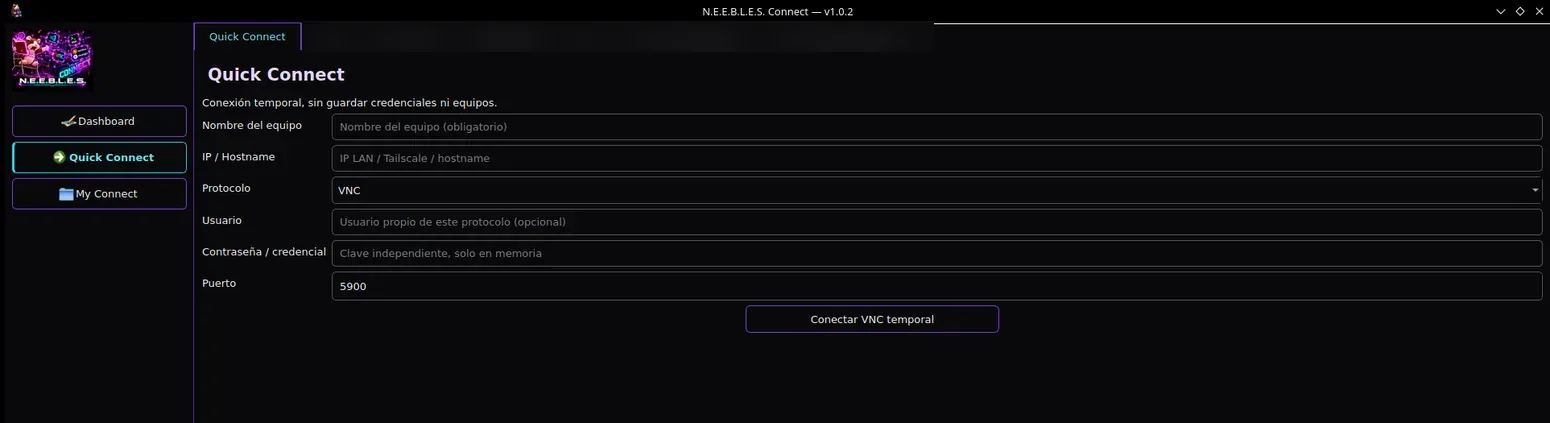 N.E.E.B.L.E.S. Connect — v1.0.2
CONNECT
N.E.E.B.L.E.S.
Dashboard
Quick Connect
My Connect
Quick Connect
Quick Connect
Conexión temporal, sin guardar credenciales ni equipos.
Nombre del equipo Nombre del equipo (obligatorio)
IP / Hostname IP LAN / Tailscale / hostname
Protocolo VNC
Usuario Usuario propio de este protocolo (opcional)
Contraseña / credencial Clave independiente, solo en memoria
Puerto 5900
Conectar VNC temporal